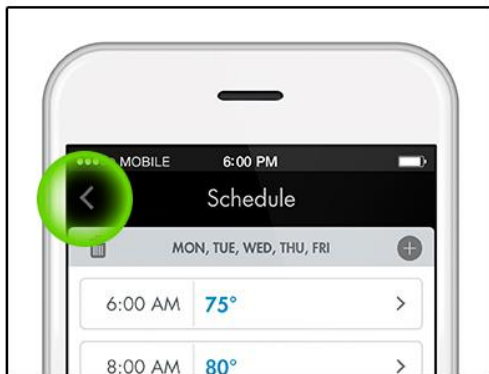 MOBILE 6:00 PM
Schedule
MON, TUE, WED, THU, FRI
6:00 AM 75°
8:00 AM 80°